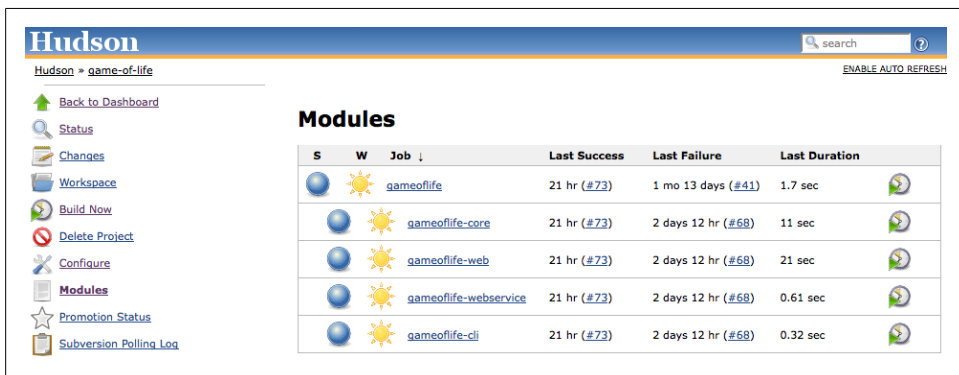 Hudson
search
Hudson » game-of-life
ENABLE AUTO REFRESH
Back to Dashboard
Status
Changes
Workspace
Build Now
Delete Project
Configure
Modules
Promotion Status
Subversion Polling Log
Modules
S W Job ↓ Last Success Last Failure Last Duration
gameoflife 21 hr (#73) 1 mo 13 days (#41) 1.7 sec
gameoflife-core 21 hr (#73) 2 days 12 hr (#68) 11 sec
gameoflife-web 21 hr (#73) 2 days 12 hr (#68) 21 sec
gameoflife-webservice 21 hr (#73) 2 days 12 hr (#68) 0.61 sec
gameoflife-cli 21 hr (#73) 2 days 12 hr (#68) 0.32 sec